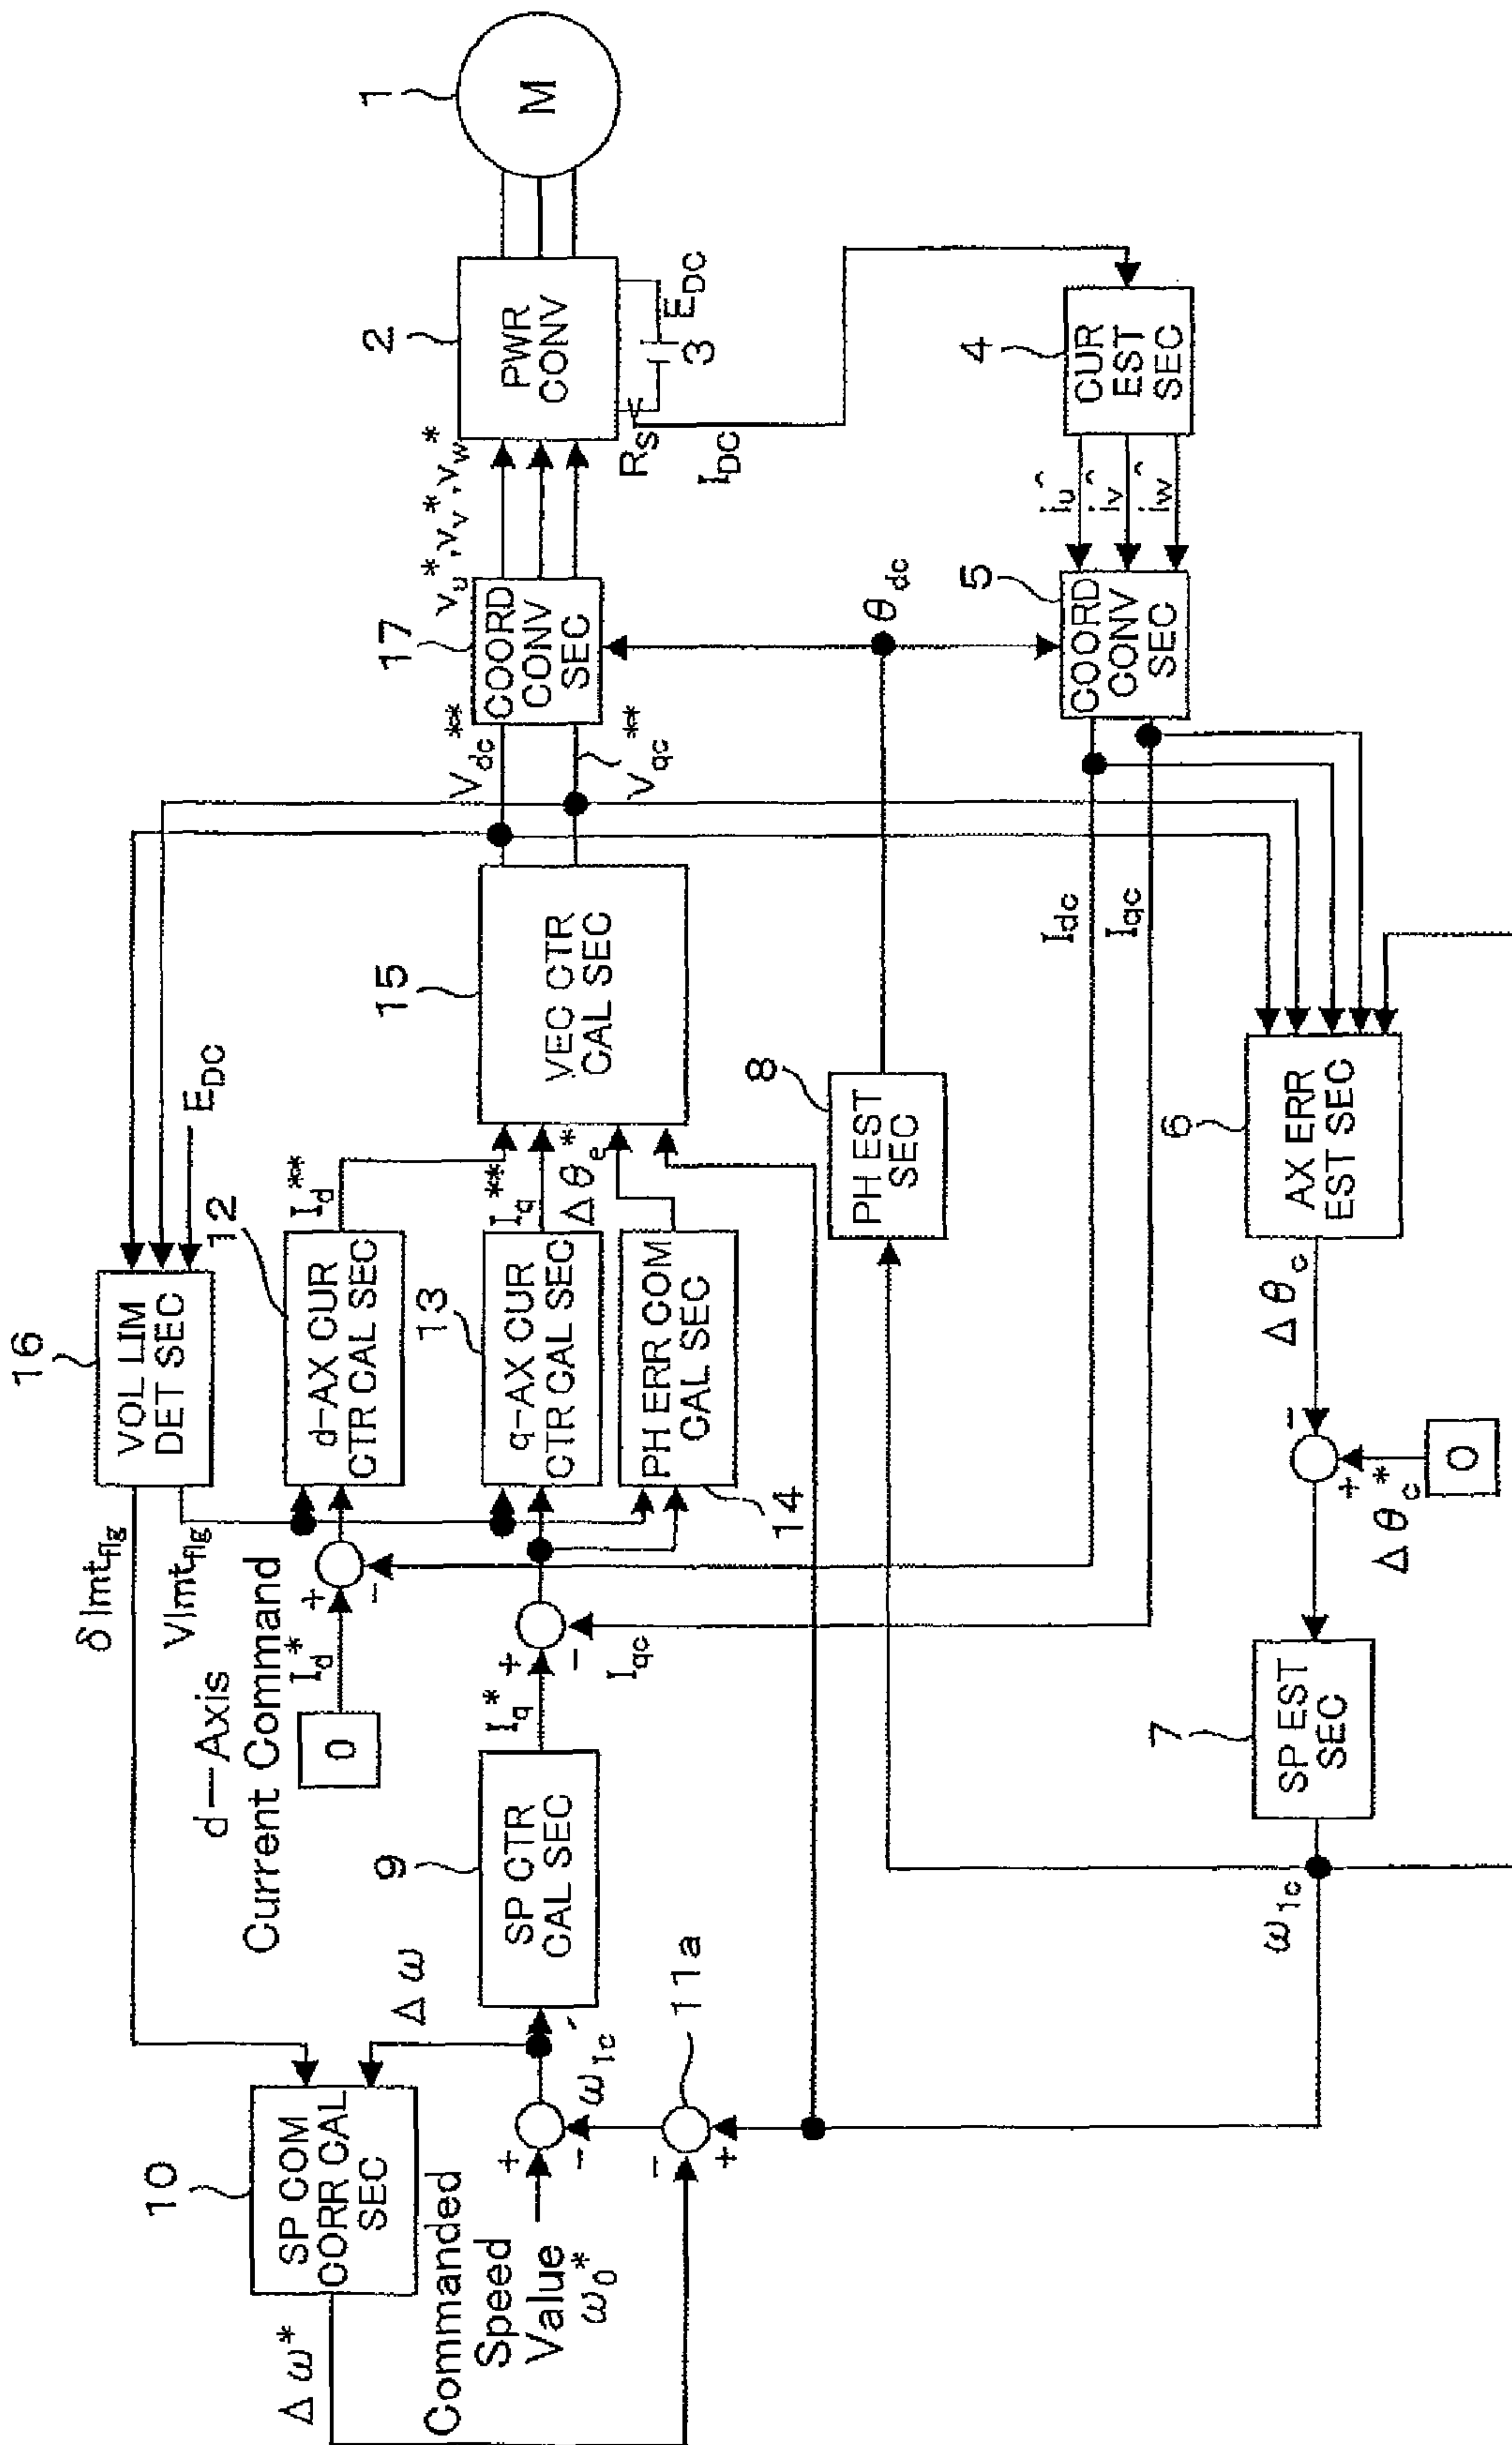 16
VOL LIM
DET SEC
δlmt_flg
Vlmt_flg
E_DC
10
SP COM
CORR CAL
SEC
Δω*
Δω
d-Axis
Current Command
I_d*
0
+
-
12
d-AX CUR
CTR CAL SEC
I_d**
Commanded
Speed
Value
ω_0*
+
-
ω_1c′
9
SP CTR
CAL SEC
I_q*
+
-
I_qc
13
q-AX CUR
CTR CAL SEC
I_q**
PH ERR COM
CAL SEC
14
Δθ_e*
15
VEC CTR
CAL SEC
V_dc**
V_qc**
17
COORD
CONV
SEC
v_u*,v_v*,v_w*
2
PWR
CONV
1
M
R_S
3
E_DC
I_DC
11a
-
+
8
PH EST
SEC
θ_dc
I_dc
I_qc
5
COORD
CONV
SEC
i_u^
i_v^
i_w^
4
CUR
EST
SEC
ω_1c
7
SP EST
SEC
-
+
Δθ_c*
0
Δθ_c
6
AX ERR
EST SEC